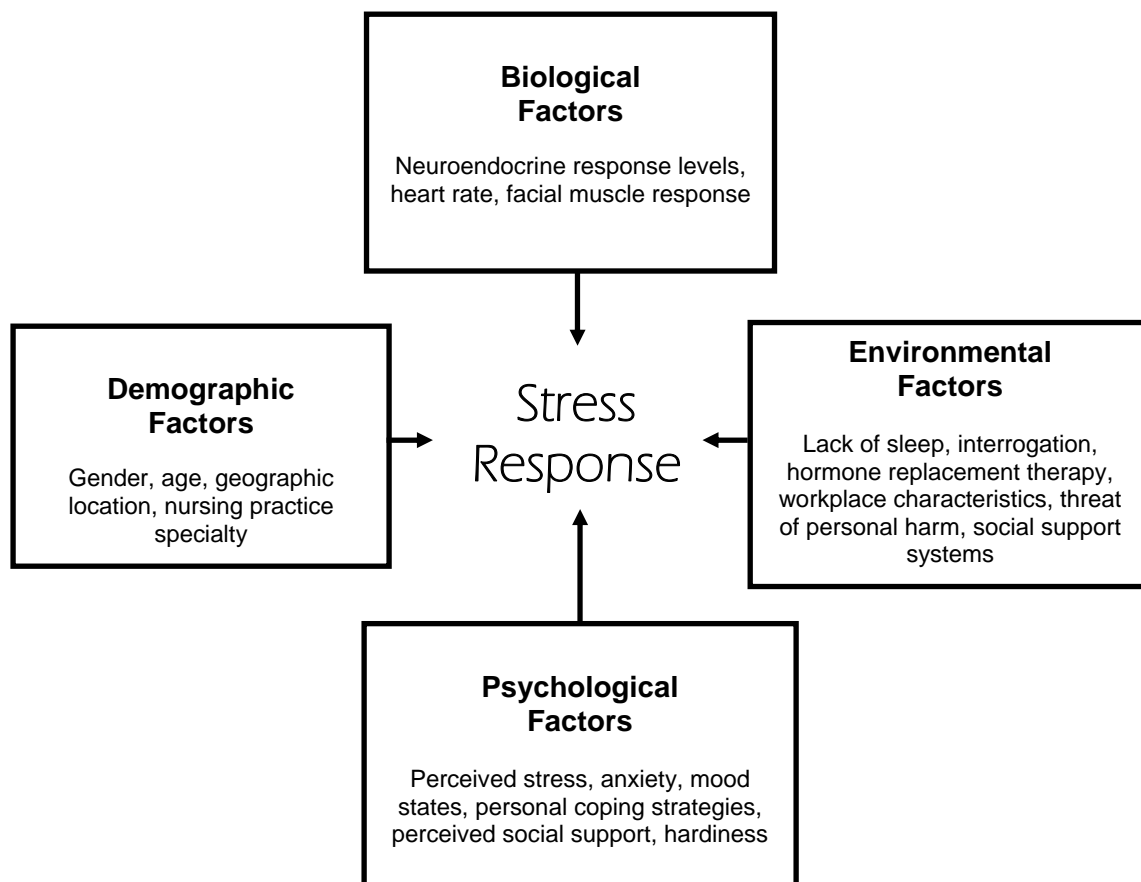 Biological
Factors
Neuroendocrine response levels,
heart rate, facial muscle response
Demographic
Factors
Gender, age, geographic
location, nursing practice
specialty
Stress
Response
Environmental
Factors
Lack of sleep, interrogation,
hormone replacement therapy,
workplace characteristics, threat
of personal harm, social support
systems
Psychological
Factors
Perceived stress, anxiety, mood
states, personal coping strategies,
perceived social support, hardiness